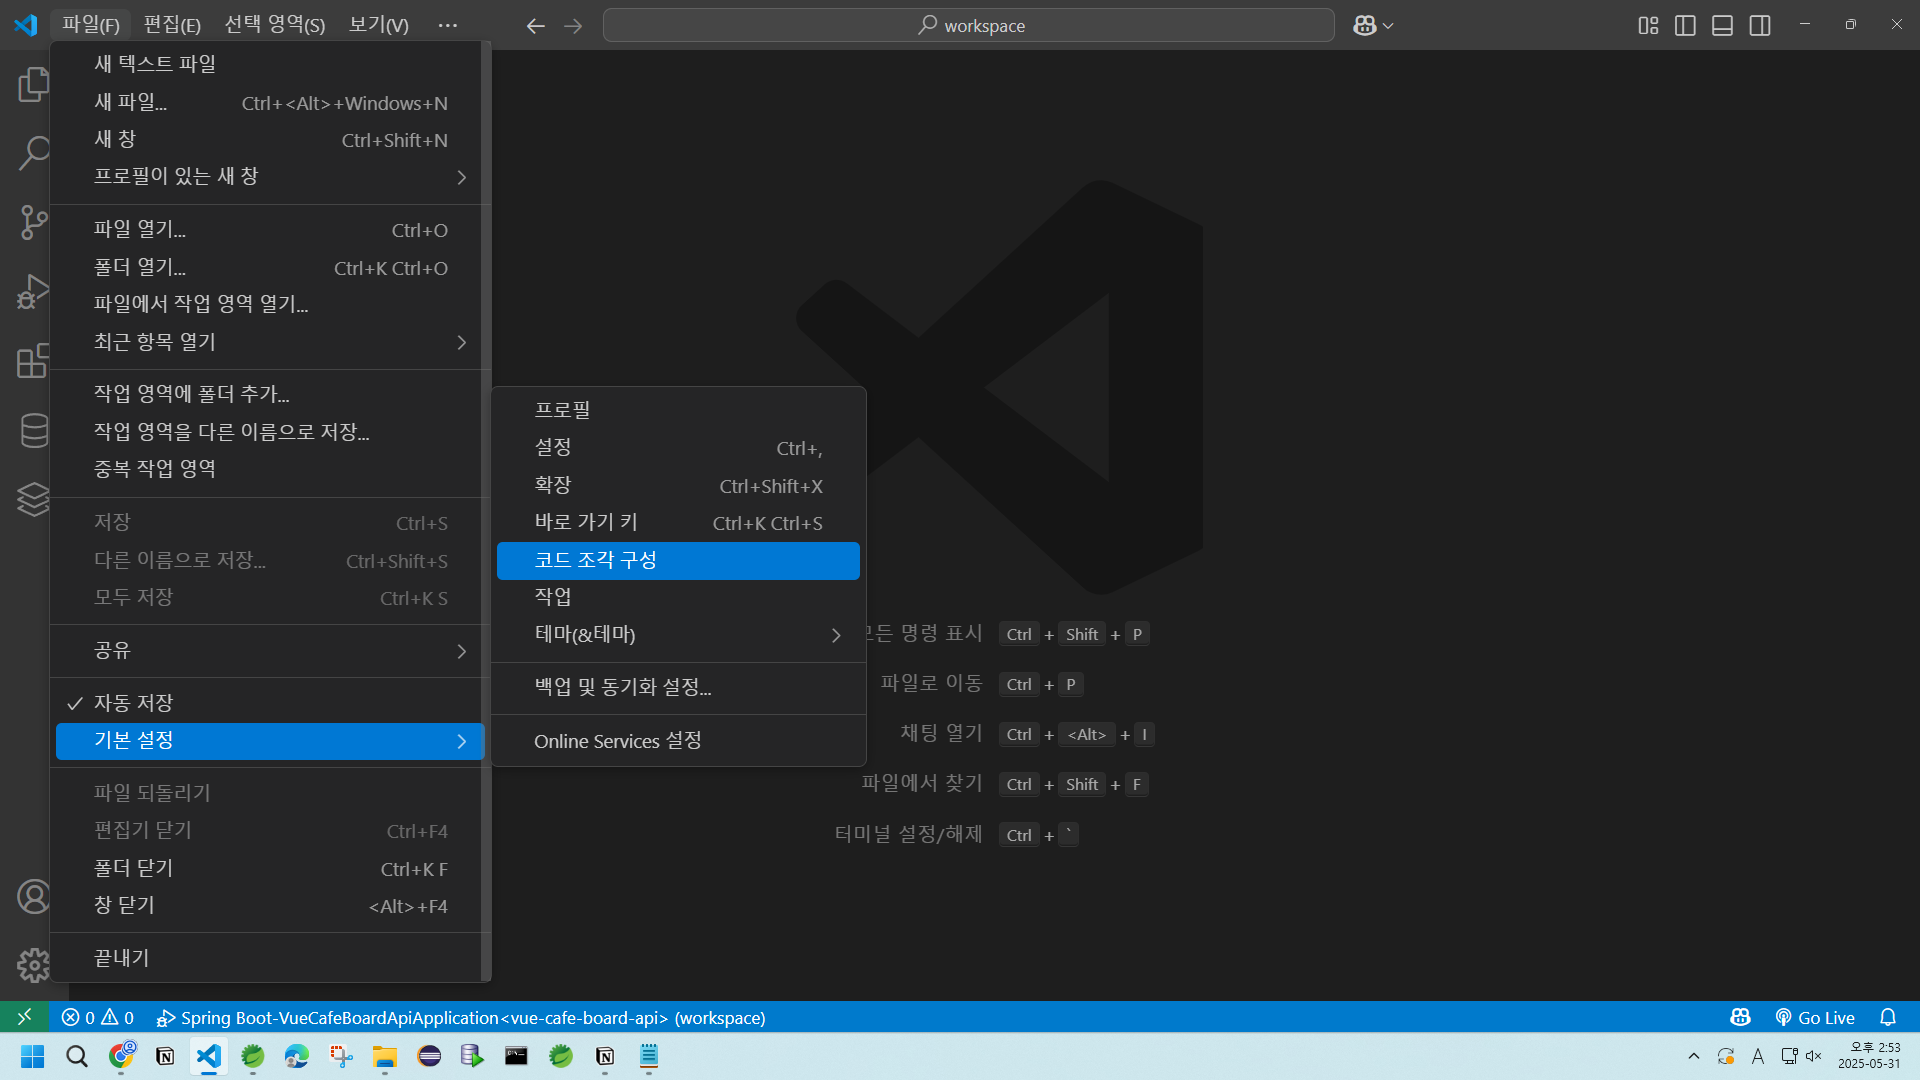 파일(F) 편집(E) 선택 영역(S) 보기(V) ···
workspace
새 텍스트 파일
새 파일... Ctrl+<Alt>+Windows+N
새 창 Ctrl+Shift+N
프로필이 있는 새 창
파일 열기... Ctrl+O
폴더 열기... Ctrl+K Ctrl+O
파일에서 작업 영역 열기...
최근 항목 열기
작업 영역에 폴더 추가...
작업 영역을 다른 이름으로 저장...
중복 작업 영역
저장 Ctrl+S
다른 이름으로 저장... Ctrl+Shift+S
모두 저장 Ctrl+K S
공유
자동 저장
기본 설정
파일 되돌리기
편집기 닫기 Ctrl+F4
폴더 닫기 Ctrl+K F
창 닫기 <Alt>+F4
끝내기
프로필
설정 Ctrl+,
확장 Ctrl+Shift+X
바로 가기 키 Ctrl+K Ctrl+S
코드 조각 구성
작업
테마(&테마)
백업 및 동기화 설정...
Online Services 설정
모든 명령 표시 Ctrl + Shift + P
파일로 이동 Ctrl + P
채팅 열기 Ctrl + <Alt> + I
파일에서 찾기 Ctrl + Shift + F
터미널 설정/해제 Ctrl + `
0 0 Spring Boot-VueCafeBoardApiApplication<vue-cafe-board-api> (workspace) Go Live
A 오후 2:53
2025-05-31